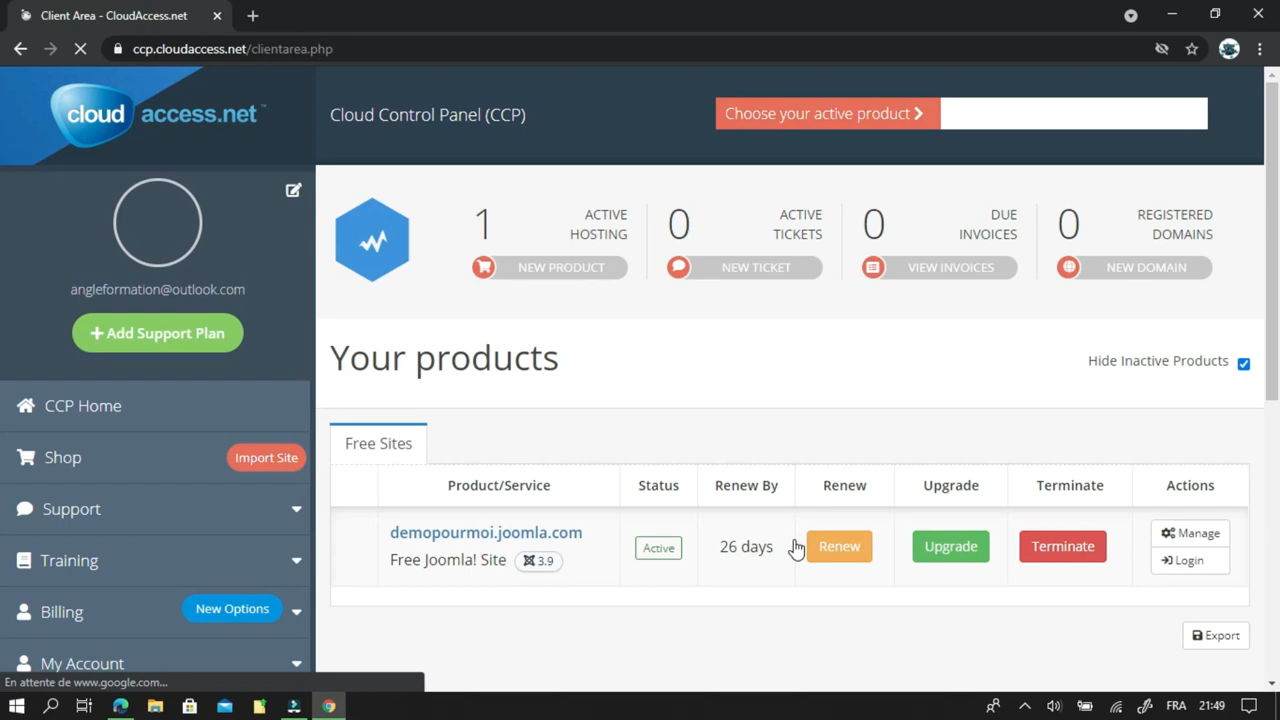 Client Area - CloudAccess.net
ccp.cloudaccess.net/clientarea.php
cloud access.net™
Cloud Control Panel (CCP)
Choose your active product
angleformation@outlook.com
Add Support Plan
CCP Home
Shop
Import Site
Support
Training
Billing
New Options
My Account
1 ACTIVE HOSTING
NEW PRODUCT
0 ACTIVE TICKETS
NEW TICKET
0 DUE INVOICES
VIEW INVOICES
0 REGISTERED DOMAINS
NEW DOMAIN
Your products
Hide Inactive Products
Free Sites
Product/Service Status Renew By Renew Upgrade Terminate Actions
demopourmoi.joomla.com
Free Joomla! Site 3.9
Active
26 days
Renew
Upgrade
Terminate
Manage
Login
Export
En attente de www.google.com...
FRA 21:49